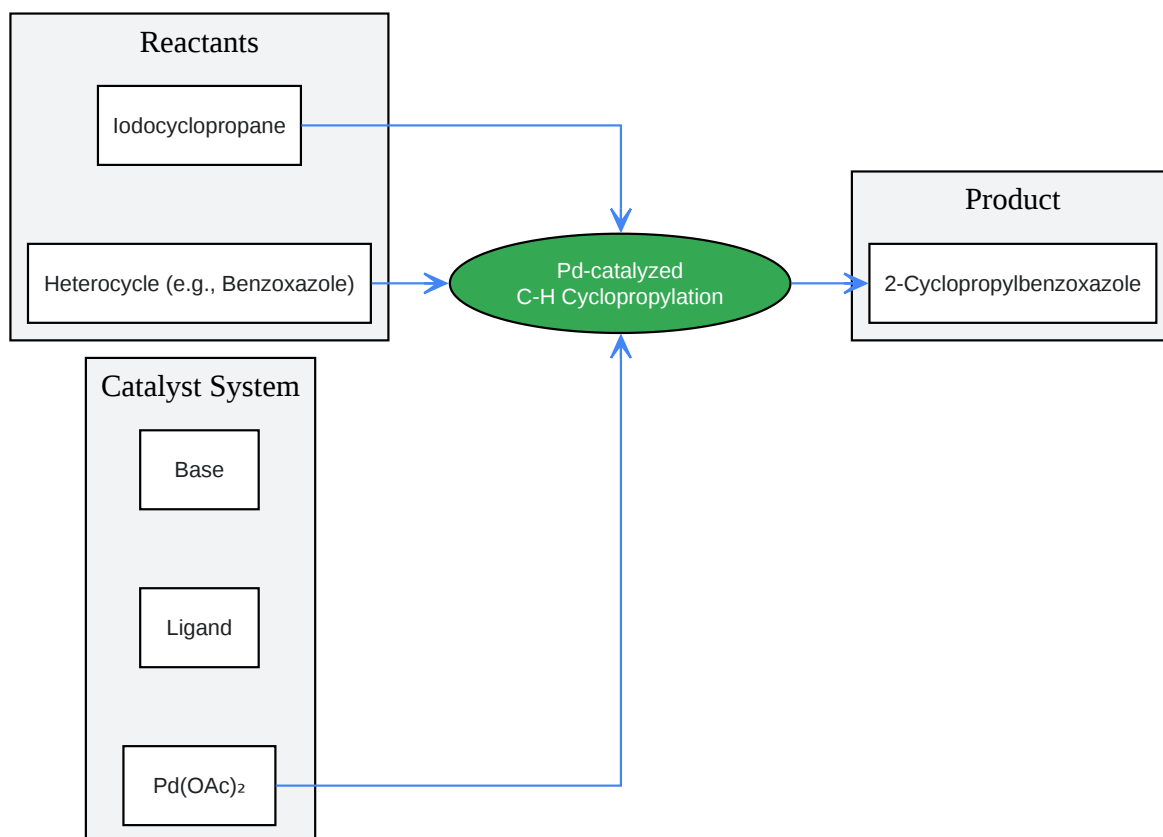 Reactants
Iodocyclopropane
Heterocycle (e.g., Benzoxazole)
Pd-catalyzed
C-H Cyclopropylation
Product
2-Cyclopropylbenzoxazole
Catalyst System
Base
Ligand
Pd(OAc)₂